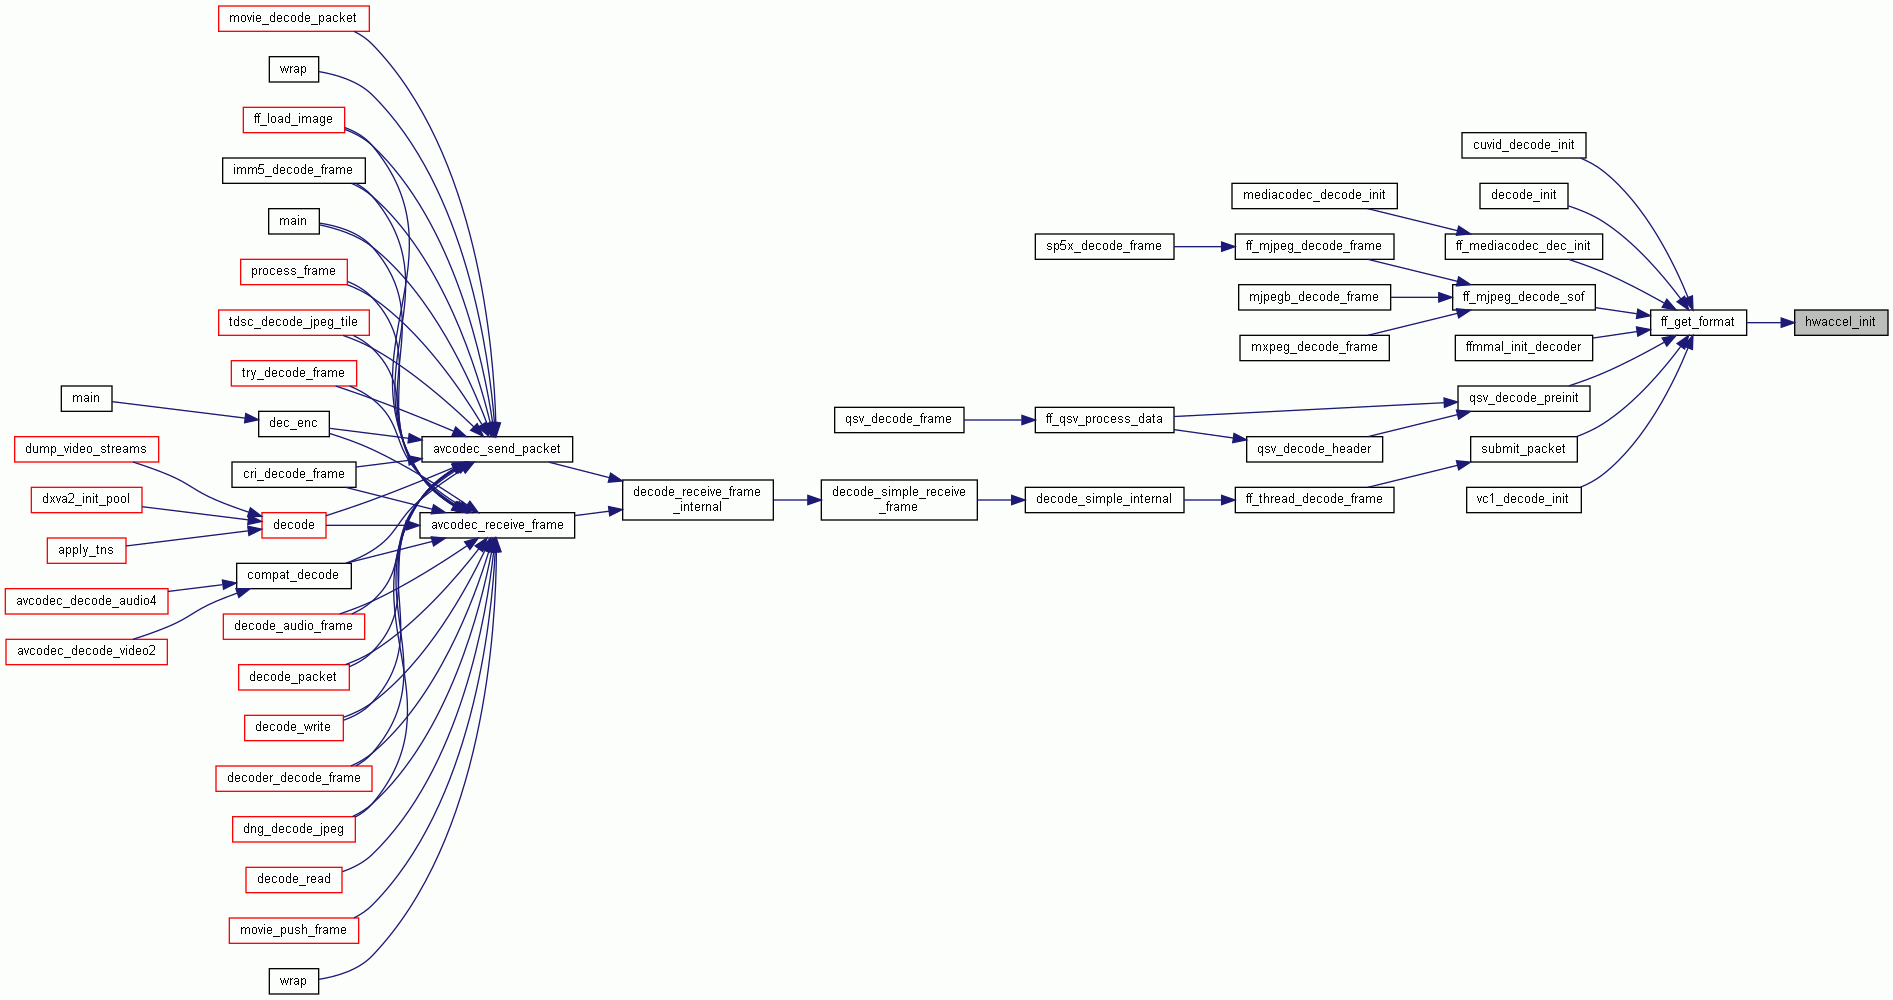 movie_decode_packet
wrap
ff_load_image
imm5_decode_frame
main
process_frame
tdsc_decode_jpeg_tile
try_decode_frame
main
dec_enc
dump_video_streams
cri_decode_frame
dxva2_init_pool
decode
apply_tns
compat_decode
avcodec_decode_audio4
decode_audio_frame
avcodec_decode_video2
decode_packet
decode_write
decoder_decode_frame
dng_decode_jpeg
decode_read
movie_push_frame
wrap
avcodec_send_packet
avcodec_receive_frame
decode_receive_frame
_internal
decode_simple_receive
_frame
qsv_decode_frame
sp5x_decode_frame
ff_qsv_process_data
decode_simple_internal
mediacodec_decode_init
ff_mjpeg_decode_frame
mjpegb_decode_frame
mxpeg_decode_frame
qsv_decode_header
ff_thread_decode_frame
cuvid_decode_init
decode_init
ff_mediacodec_dec_init
ff_mjpeg_decode_sof
ffmmal_init_decoder
qsv_decode_preinit
submit_packet
vc1_decode_init
ff_get_format
hwaccel_init